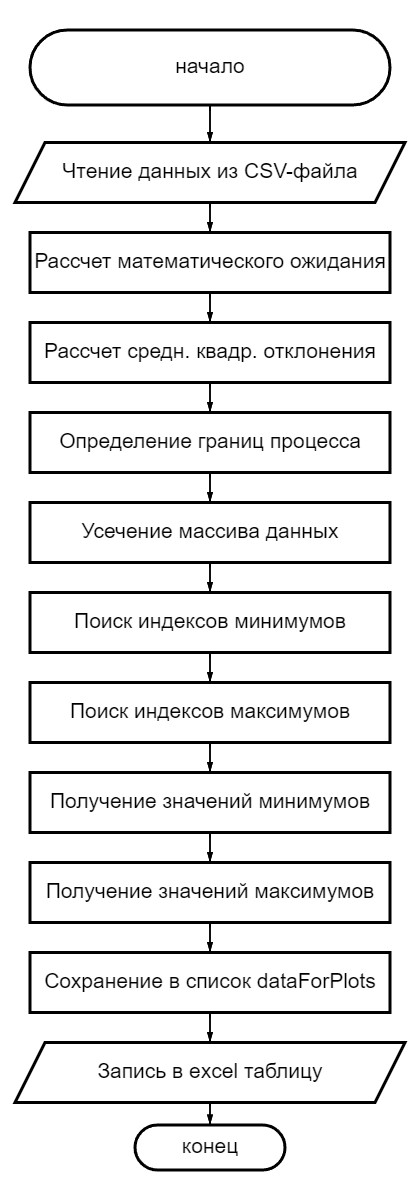 начало
Чтение данных из CSV-файла
Рассчет математического ожидания
Рассчет средн. квадр. отклонения
Определение границ процесса
Усечение массива данных
Поиск индексов минимумов
Поиск индексов максимумов
Получение значений минимумов
Получение значений максимумов
Сохранение в список dataForPlots
Запись в excel таблицу
конец